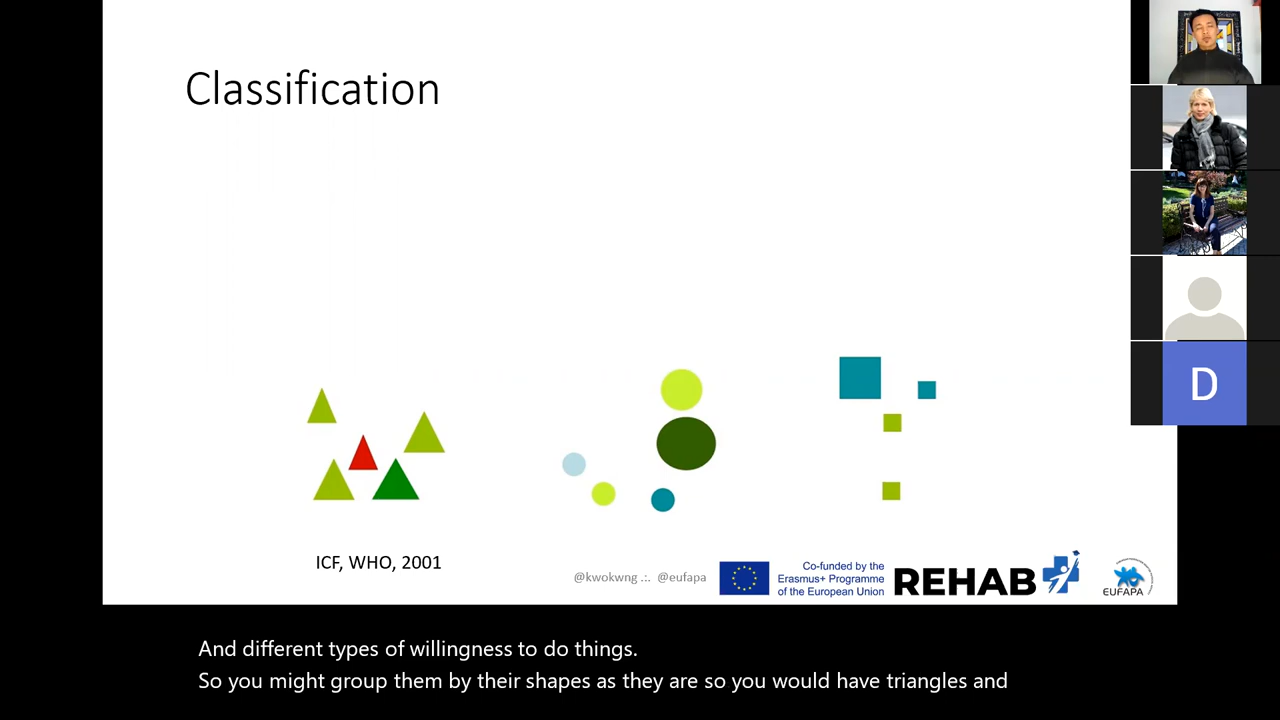 Classification
ICF, WHO, 2001
@kwokwng .:. @eufapa
Co-funded by the
Erasmus+ Programme
of the European Union
REHAB
EUFAPA
D
And different types of willingness to do things.
So you might group them by their shapes as they are so you would have triangles and